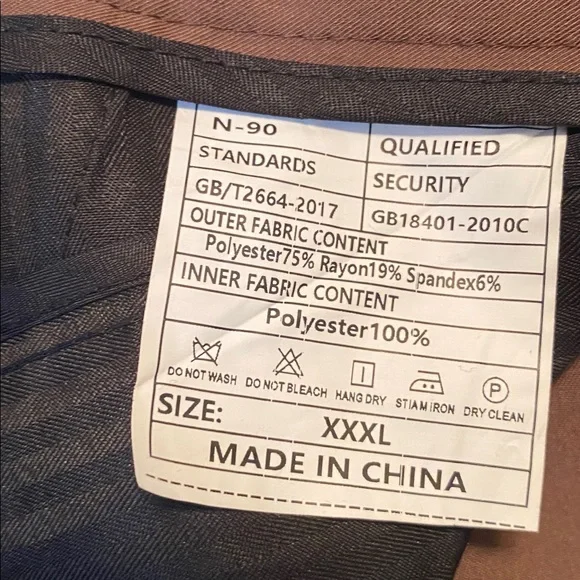 N-90 QUALIFIED
STANDARDS SECURITY
GB/T2664-2017 GB18401-2010C
OUTER FABRIC CONTENT
Polyester75% Rayon19% Spandex6%
INNER FABRIC CONTENT
Polyester100%
P
DO NOT WASH DO NOT BLEACH HANG DRY STIAM IRON DRY CLEAN
SIZE: XXXL
MADE IN CHINA